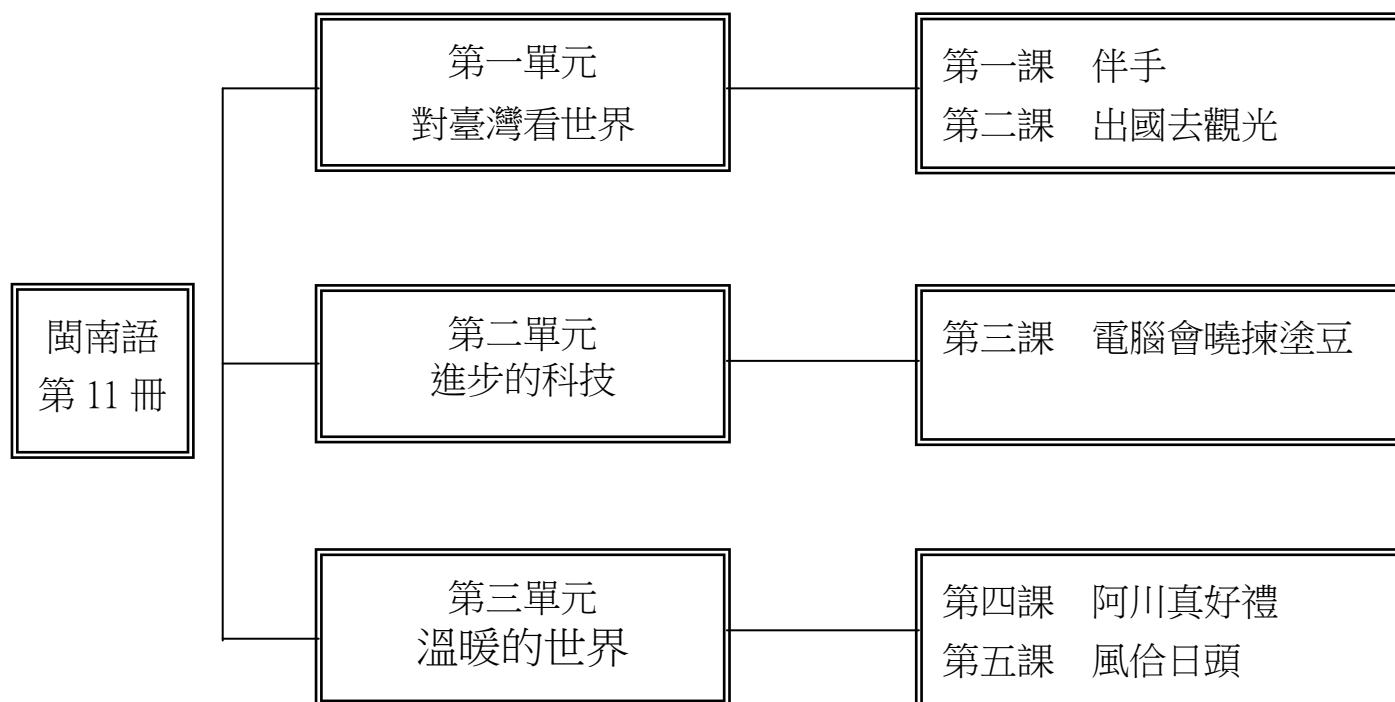 閩南語
第 11 冊
第一單元
對臺灣看世界
第一課　伴手
第二課　出國去觀光
第二單元
進步的科技
第三課　電腦會曉揀塗豆
第三單元
溫暖的世界
第四課　阿川真好禮
第五課　風佮日頭